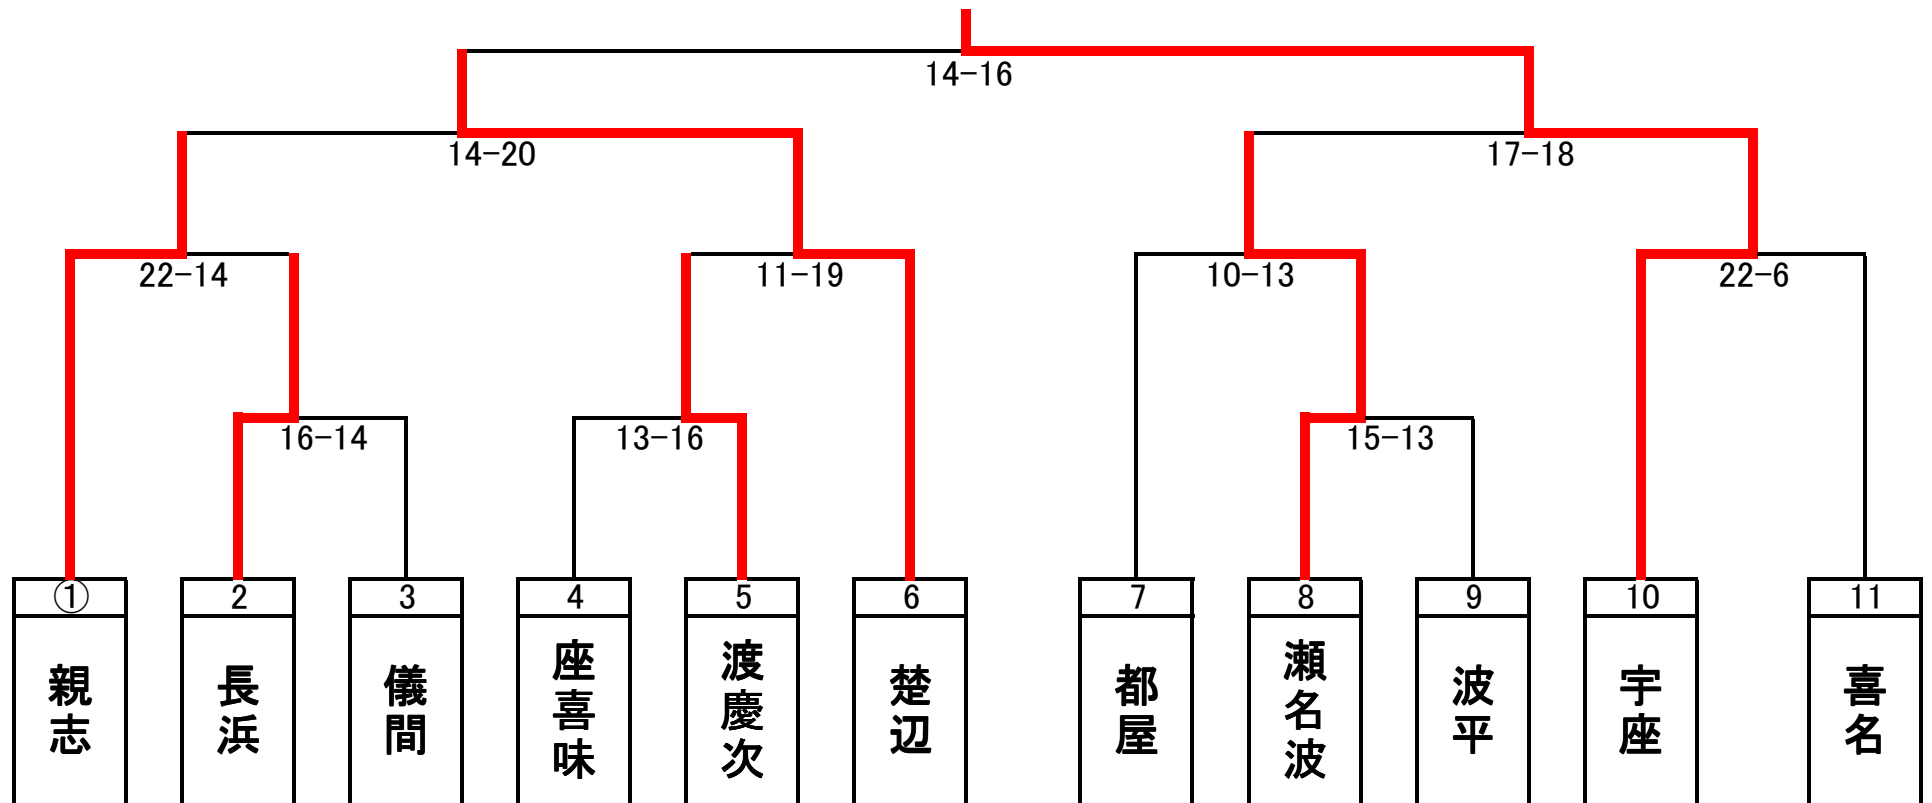 14-16
14-20
17-18
22-14
11-19
10-13
22-6
16-14
13-16
15-13
① 2 3 4 5 6 7 8 9 10 11
親志
長浜
儀間
座喜味
渡慶次
楚辺
都屋
瀬名波
波平
宇座
喜名